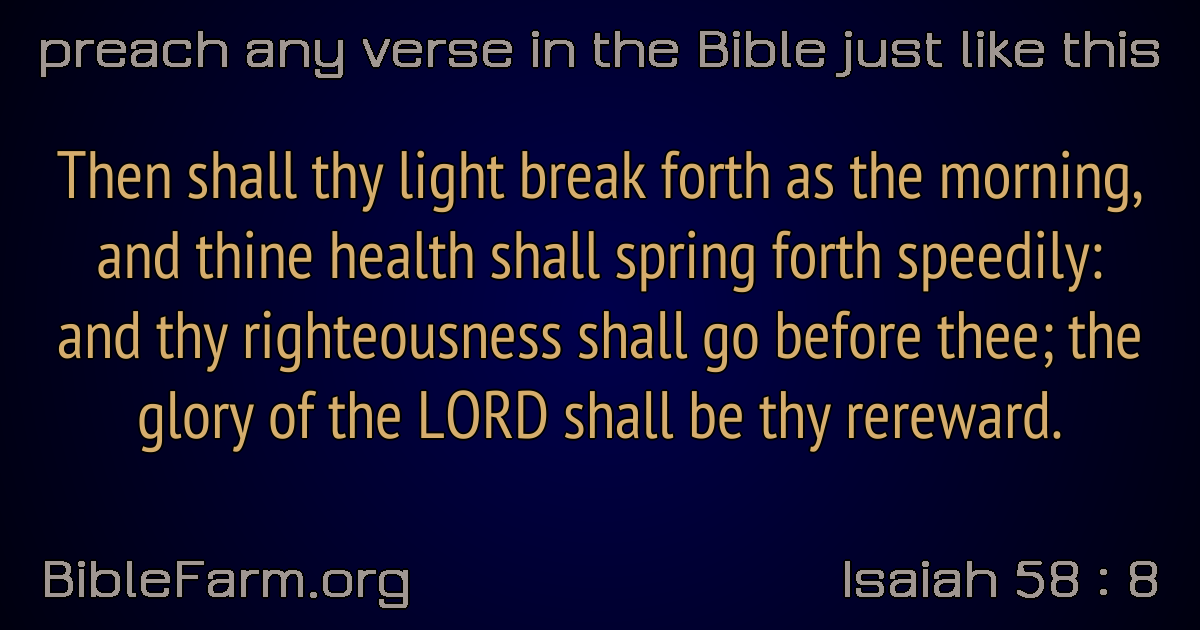 preach any verse in the Bible just like this
Then shall thy light break forth as the morning,
and thine health shall spring forth speedily:
and thy righteousness shall go before thee; the
glory of the LORD shall be thy rereward.
BibleFarm.org
Isaiah 58 : 8